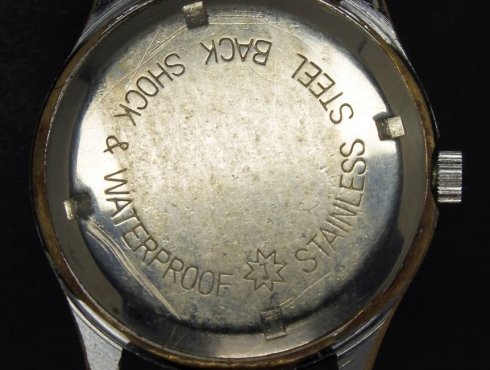 STAINLESS STEEL BACK SHOCK & WATERPROOF